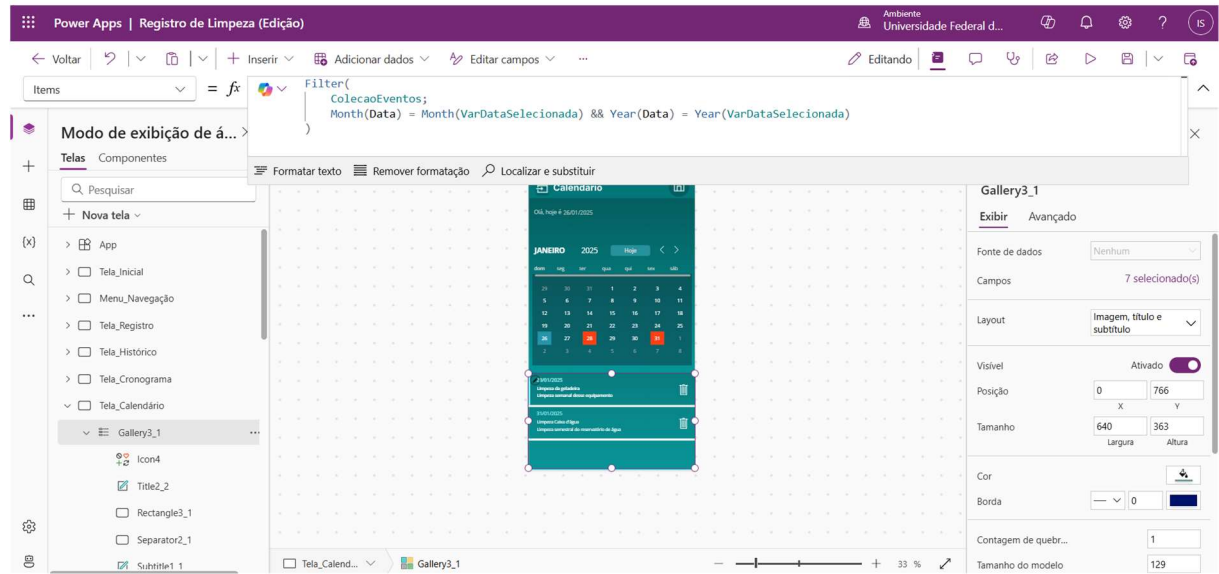 Power Apps | Registro de Limpeza (Edição)
Ambiente
Universidade Federal d...
IS
Voltar
Inserir
Adicionar dados
Editar campos
...
Editando
Items
= fx
Filter(
ColecaoEventos;
Month(Data) = Month(VarDataSelecionada) && Year(Data) = Year(VarDataSelecionada)
)
Formatar texto
Remover formatação
Localizar e substituir
Modo de exibição de á...
Telas
Componentes
Pesquisar
Nova tela
App
Tela_Inicial
Menu_Navegação
Tela_Registro
Tela_Histórico
Tela_Cronograma
Tela_Calendário
Gallery3_1
...
Icon4
Title2_2
Rectangle3_1
Separator2_1
Subtitle1_1
Calendário
Olá, hoje é 26/01/2025
JANEIRO 2025 Hoje < >
dom seg ter qua qui sex sáb
29 30 31 1 2 3 4
5 6 7 8 9 10 11
12 13 14 15 16 17 18
19 20 21 22 23 24 25
26 27 28 29 30 31 1
2 3 4 5 6 7 8
Limpeza da geladeira
Limpeza semanal desse equipamento
31/01/2025
Limpeza Caixa d'água
Limpeza semestral do reservatório de água
Tela_Calend...
Gallery3_1
33 %
Gallery3_1
Exibir
Avançado
Fonte de dados
Nenhum
Campos
7 selecionado(s)
Layout
Imagem, título e
subtítulo
Visível
Ativado
Posição
0
766
X
Y
Tamanho
640
363
Largura
Altura
Cor
Borda
0
Contagem de quebr...
1
Tamanho do modelo
129